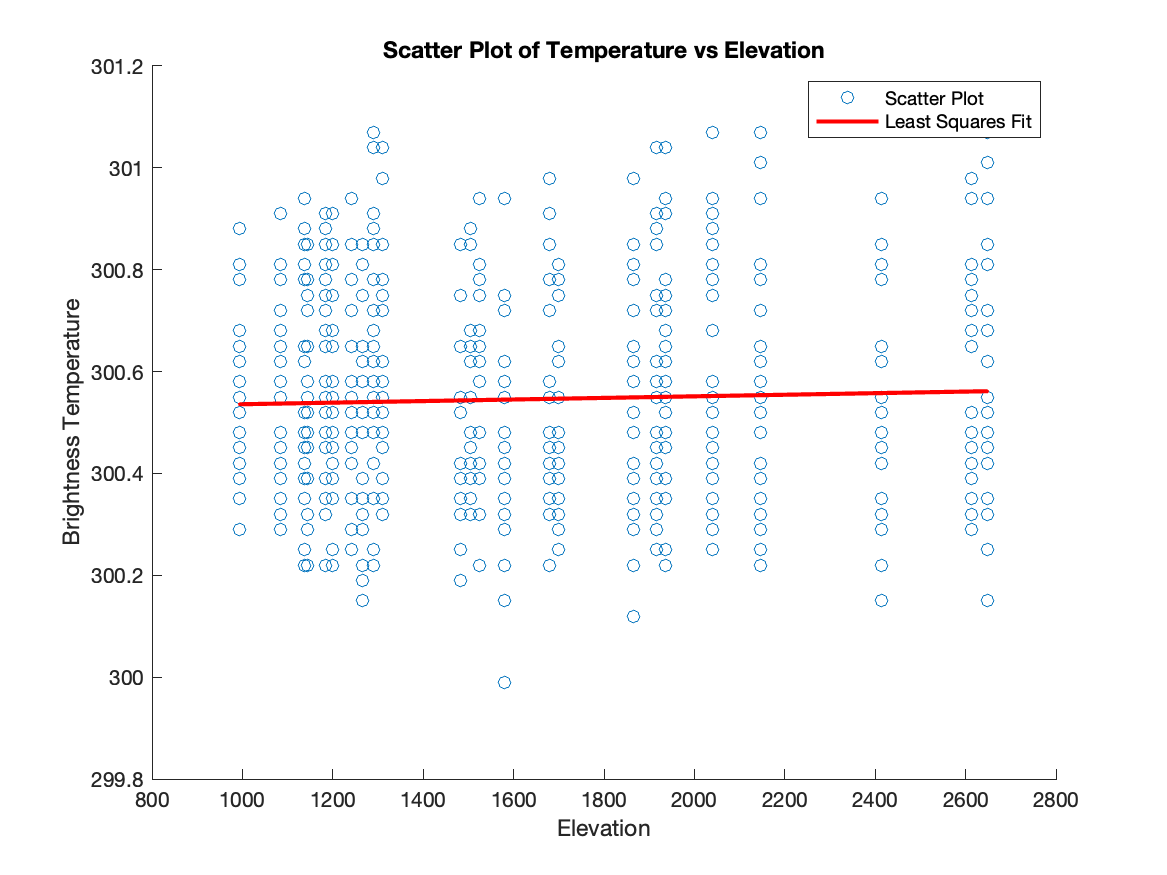 Scatter Plot of Temperature vs Elevation
Scatter Plot
Least Squares Fit
301.2
301
300.8
300.6
300.4
300.2
300
299.8
Brightness Temperature
800 1000 1200 1400 1600 1800 2000 2200 2400 2600 2800
Elevation